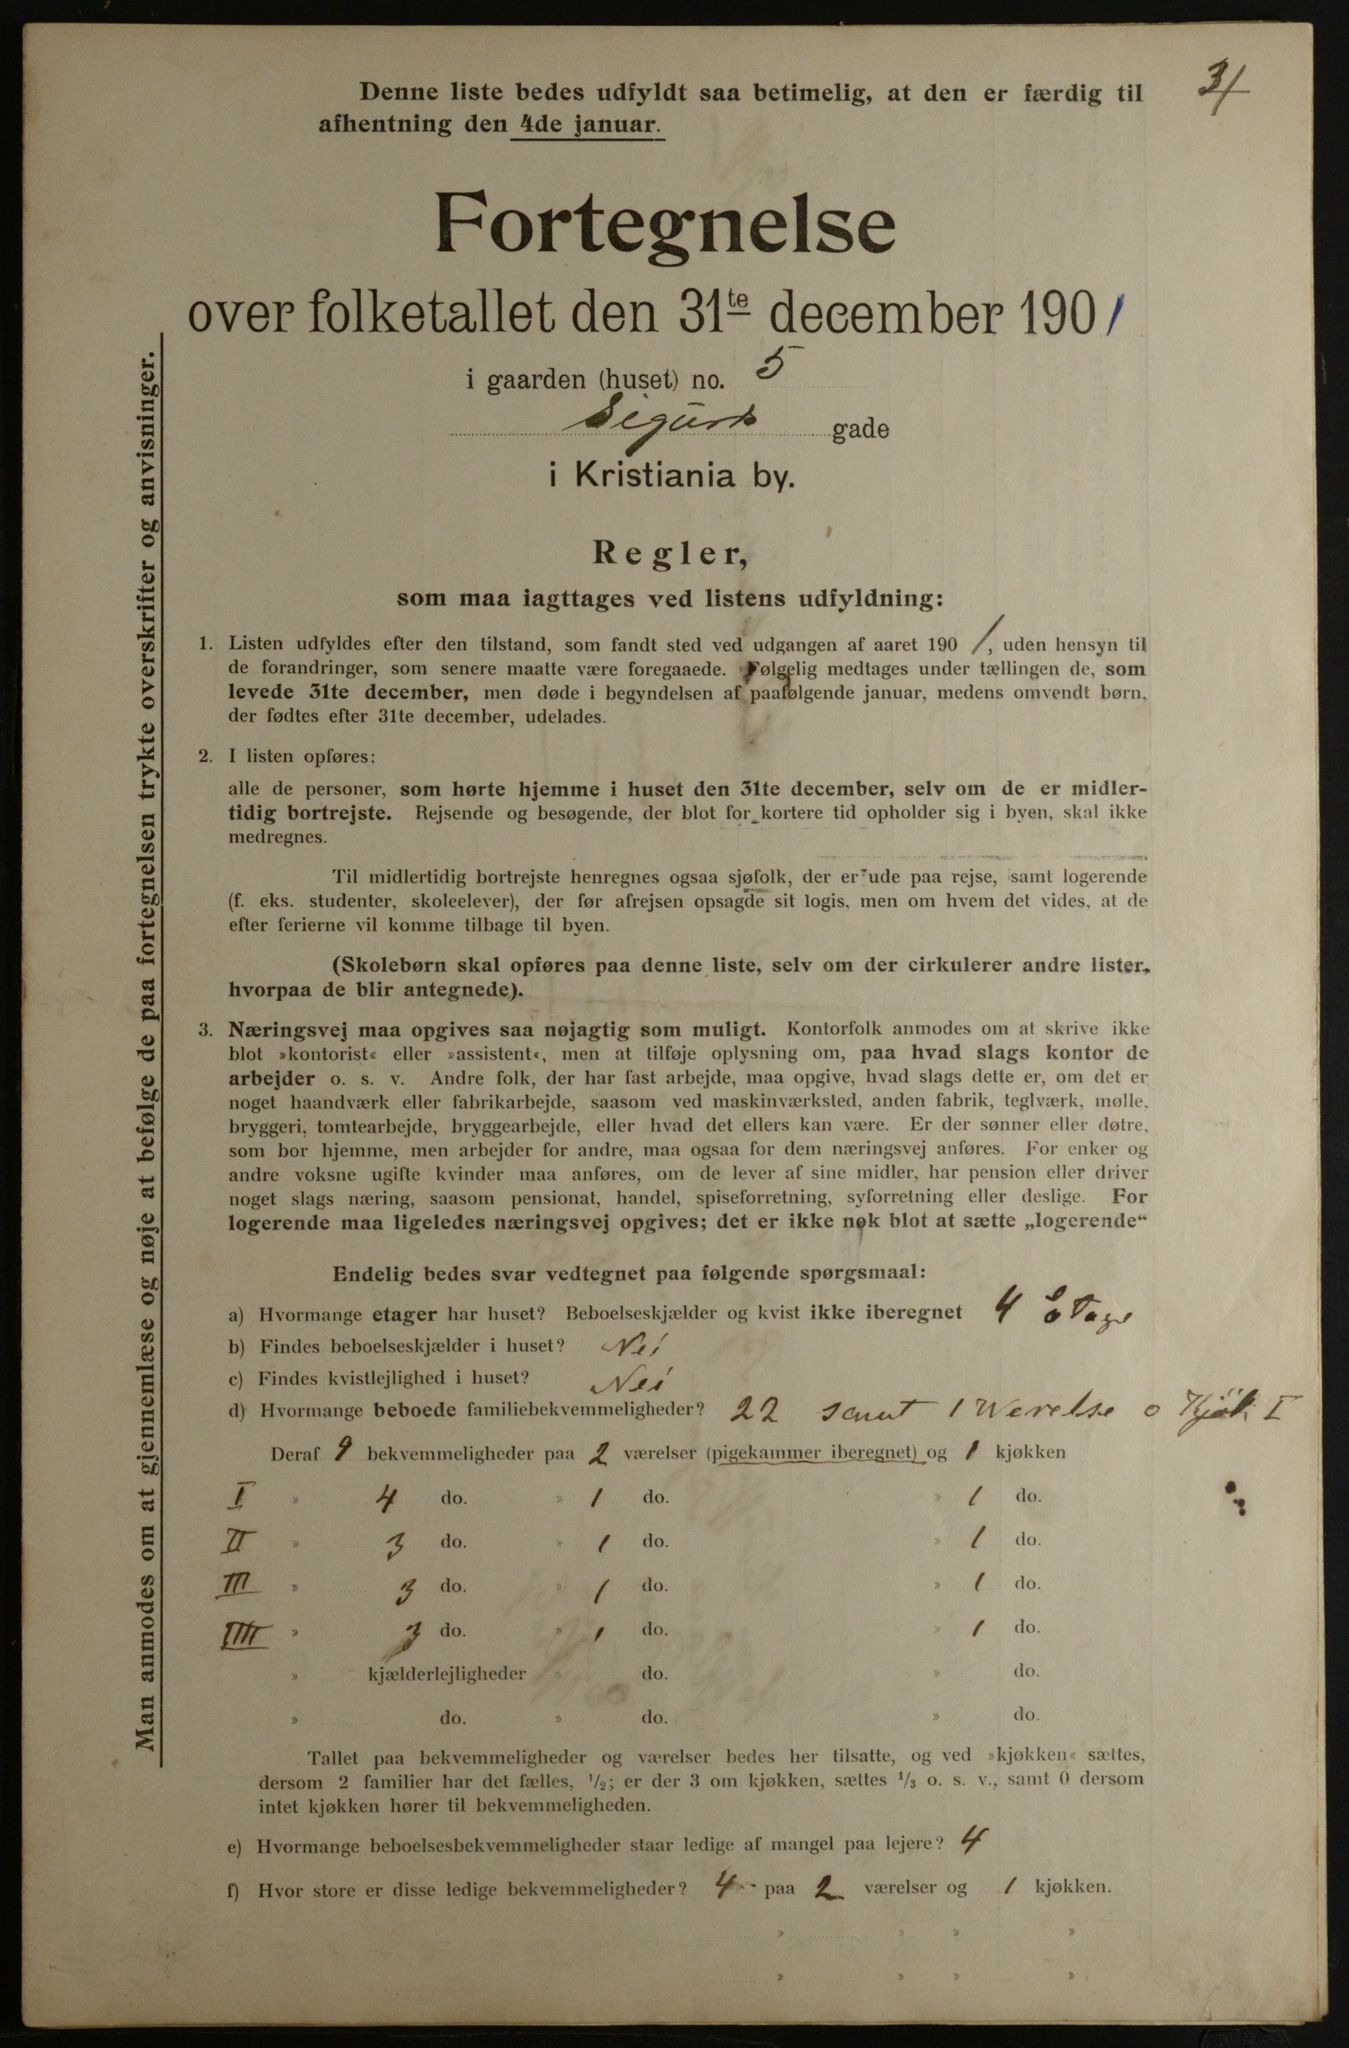 3/
Denne liste bedes udfyldt saa betimelig, at den er færdig til
afhentning den 4de januar.
Fortegnelse
over folketallet den 31te december 1901
i gaarden (huset) no. 5
Sigurds gade
i Kristiania by.
Regler,
som maa iagttages ved listens udfyldning:
1. Listen udfyldes efter den tilstand, som fandt sted ved udgangen af aaret 190 1, uden hensyn til
de forandringer, som senere maatte være foregaaede. Følgelig medtages under tællingen de, som
levede 31te december, men døde i begyndelsen af paafølgende januar, medens omvendt børn,
der fødtes efter 31te december, udelades.
2. I listen opføres:
alle de personer, som hørte hjemme i huset den 31te december, selv om de er midler-
tidig bortrejste. Rejsende og besøgende, der blot for kortere tid opholder sig i byen, skal ikke
medregnes.
Til midlertidig bortrejste henregnes ogsaa sjøfolk, der er ude paa rejse, samt logerende
(f. eks. studenter, skoleelever), der før afrejsen opsagde sit logis, men om hvem det vides, at de
efter ferierne vil komme tilbage til byen.
(Skolebørn skal opføres paa denne liste, selv om der cirkulerer andre lister,
hvorpaa de blir antegnede).
3. Næringsvej maa opgives saa nøjagtig som muligt. Kontorfolk anmodes om at skrive ikke
blot »kontorist« eller »assistent«, men at tilføje oplysning om, paa hvad slags kontor de
arbejder o. s. v. Andre folk, der har fast arbejde, maa opgive, hvad slags dette er, om det er
noget haandværk eller fabrikarbejde, saasom ved maskinværksted, anden fabrik, teglværk, mølle,
bryggeri, tomtearbejde, bryggearbejde, eller hvad det ellers kan være. Er der sønner eller døtre,
som bor hjemme, men arbejder for andre, maa ogsaa for dem næringsvej anføres. For enker og
andre voksne ugifte kvinder maa anføres, om de lever af sine midler, har pension eller driver
noget slags næring, saasom pensionat, handel, spiseforretning, syforretning eller deslige. For
logerende maa ligeledes næringsvej opgives; det er ikke nok blot at sætte „logerende“
Endelig bedes svar vedtegnet paa følgende spørgsmaal:
a) Hvormange etager har huset? Beboelseskjælder og kvist ikke iberegnet 4 Etage
b) Findes beboelseskjælder i huset? Nei
c) Findes kvistlejlighed i huset? Nei
d) Hvormange beboede familiebekvemmeligheder? 22 samt 1 Werelse o Kjøk I
Deraf 9 bekvemmeligheder paa 2 værelser (pigekammer iberegnet) og 1 kjøkken
I » 4 do. » 1 do. » 1 do.
II » 3 do. » 1 do. » 1 do.
III » 3 do. » 1 do. » 1 do.
IIII » 3 do. » 1 do. » 1 do.
» kjælderlejligheder » do. » do.
» do. » do. » do.
Tallet paa bekvemmeligheder og værelser bedes her tilsatte, og ved »kjøkken« sættes,
dersom 2 familier har det fælles, 1/2; er der 3 om kjøkken, sættes 1/3 o. s. v., samt 0 dersom
intet kjøkken hører til bekvemmeligheden.
e) Hvormange beboelsesbekvemmeligheder staar ledige af mangel paa lejere? 4
f) Hvor store er disse ledige bekvemmeligheder? 4 paa 2 værelser og 1 kjøkken.
» » » »
» » » »
Man anmodes om at gjennemlæse og nøje at befølge de paa fortegnelsen trykte overskrifter og anvisninger.